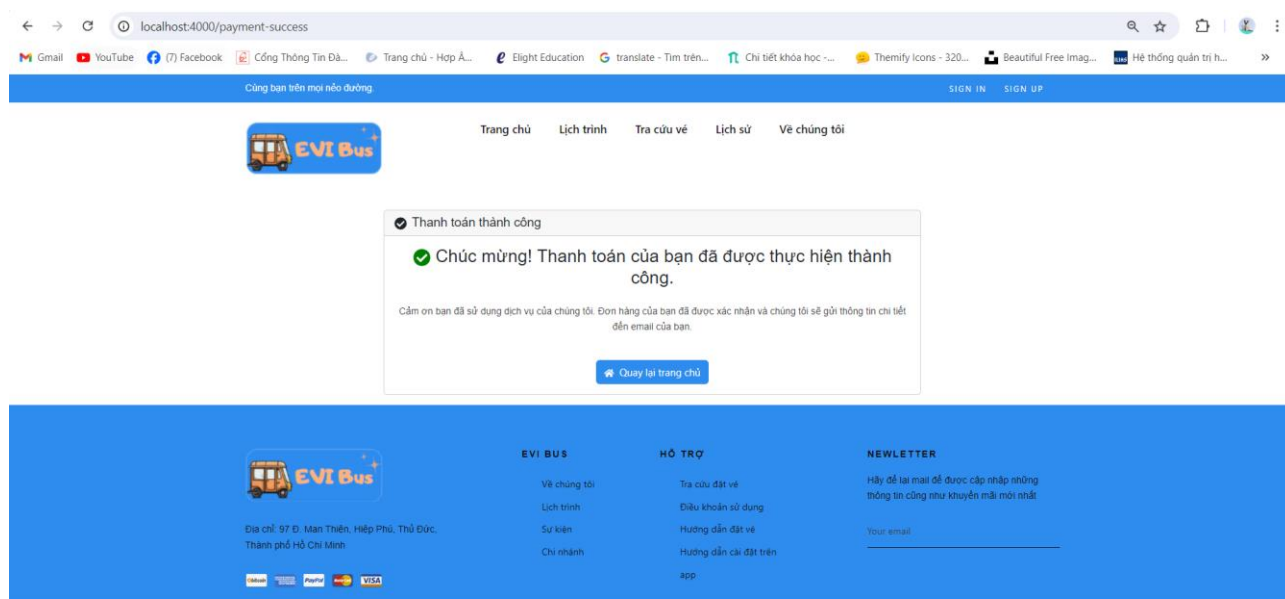 localhost:4000/payment-success
Gmail YouTube (7) Facebook Cổng Thông Tin Đà... Trang chủ - Hợp Â... Elight Education translate - Tìm trên... Chi tiết khóa học -... Themify Icons - 320... Beautiful Free Imag... Hệ thống quản trị h... »
Cùng bạn trên mọi nẻo đường. SIGN IN SIGN UP
EVI Bus Trang chủ Lịch trình Tra cứu vé Lịch sử Về chúng tôi
Thanh toán thành công
Chúc mừng! Thanh toán của bạn đã được thực hiện thành
công.
Cảm ơn bạn đã sử dụng dịch vụ của chúng tôi. Đơn hàng của bạn đã được xác nhận và chúng tôi sẽ gửi thông tin chi tiết
đến email của bạn.
Quay lại trang chủ
EVI Bus
Địa chỉ: 97 Đ. Man Thiện, Hiệp Phú, Thủ Đức,
Thành phố Hồ Chí Minh
PayPal VISA
EVI BUS
Về chúng tôi
Lịch trình
Sự kiện
Chi nhánh
HỖ TRỢ
Tra cứu đặt vé
Điều khoản sử dụng
Hướng dẫn đặt vé
Hướng dẫn cài đặt trên
app
NEWLETTER
Hãy để lại mail để được cập nhập những
thông tin cũng như khuyến mãi mới nhất
Your email